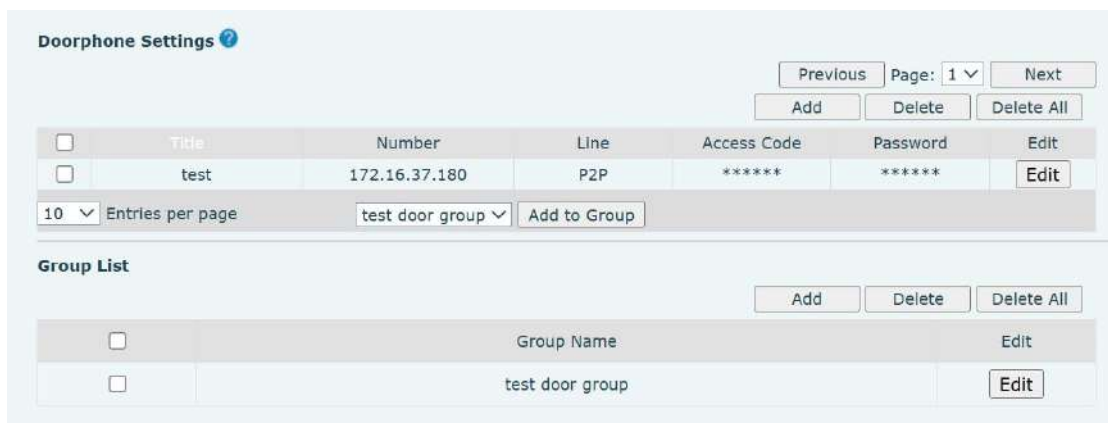 Doorphone Settings ?
Previous Page: 1 Next
Add Delete Delete All
Title Number Line Access Code Password Edit
test 172.16.37.180 P2P ****** ****** Edit
10 Entries per page test door group Add to Group
Group List
Add Delete Delete All
Group Name Edit
test door group Edit